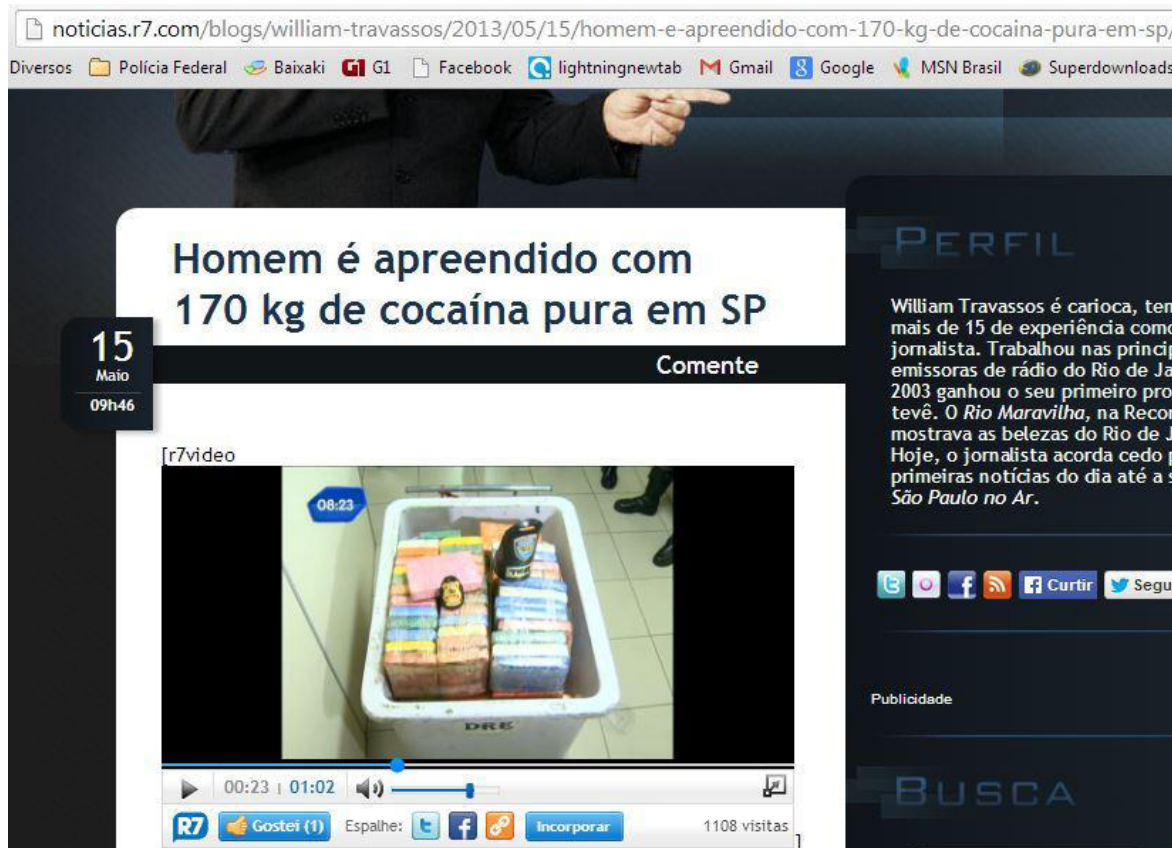 noticias.r7.com/blogs/william-travassos/2013/05/15/homem-e-apreendido-com-170-kg-de-cocaina-pura-em-sp/
Diversos Polícia Federal Baixaki G1 G1 Facebook lightningnewtab Gmail 8 Google MSN Brasil Superdownloads
Homem é apreendido com
170 kg de cocaína pura em SP
15
Maio
09h46
Comente
[r7video
08:23
DRE
00:23 | 01:02
R7 Gostei (1) Espalhe: Incorporar 1108 visitas
]
PERFIL
William Travassos é carioca, tem
mais de 15 de experiência como
jornalista. Trabalhou nas princip
emissoras de rádio do Rio de Ja
2003 ganhou o seu primeiro pro
tevê. O Rio Maravilha, na Recor
mostrava as belezas do Rio de J
Hoje, o jornalista acorda cedo p
primeiras notícias do dia até a s
São Paulo no Ar.
Curtir Segu
Publicidade
BUSCA